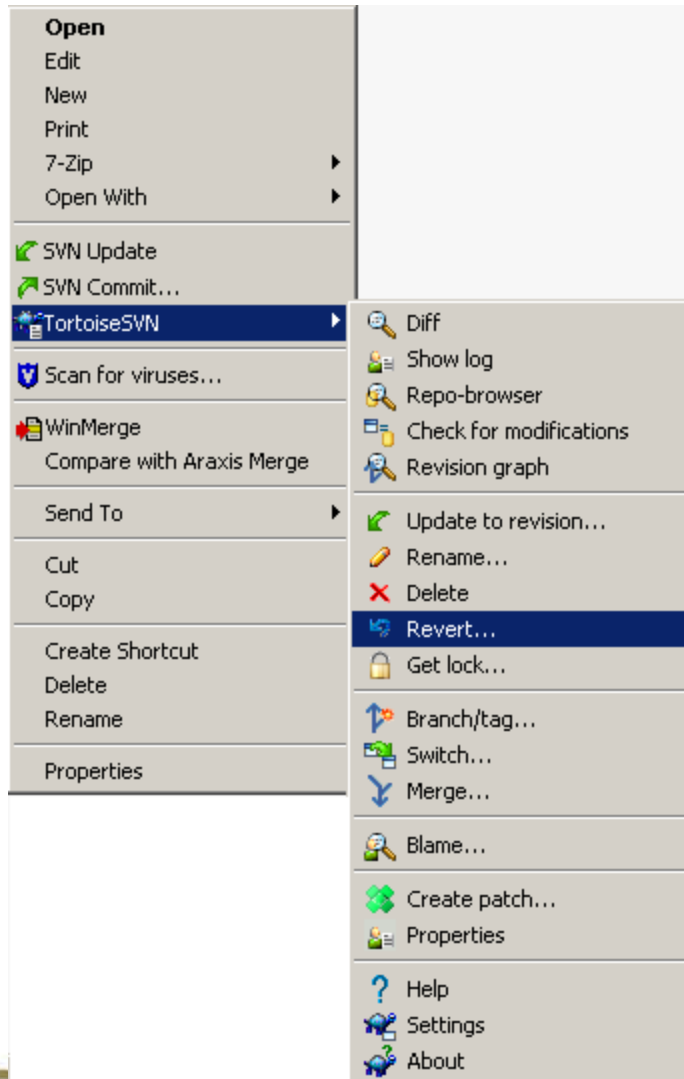 Open
Edit
New
Print
7-Zip
Open With
SVN Update
SVN Commit...
TortoiseSVN
Scan for viruses...
WinMerge
Compare with Araxis Merge
Send To
Cut
Copy
Create Shortcut
Delete
Rename
Properties
Diff
Show log
Repo-browser
Check for modifications
Revision graph
Update to revision...
Rename...
Delete
Revert...
Get lock...
Branch/tag...
Switch...
Merge...
Blame...
Create patch...
Properties
Help
Settings
About